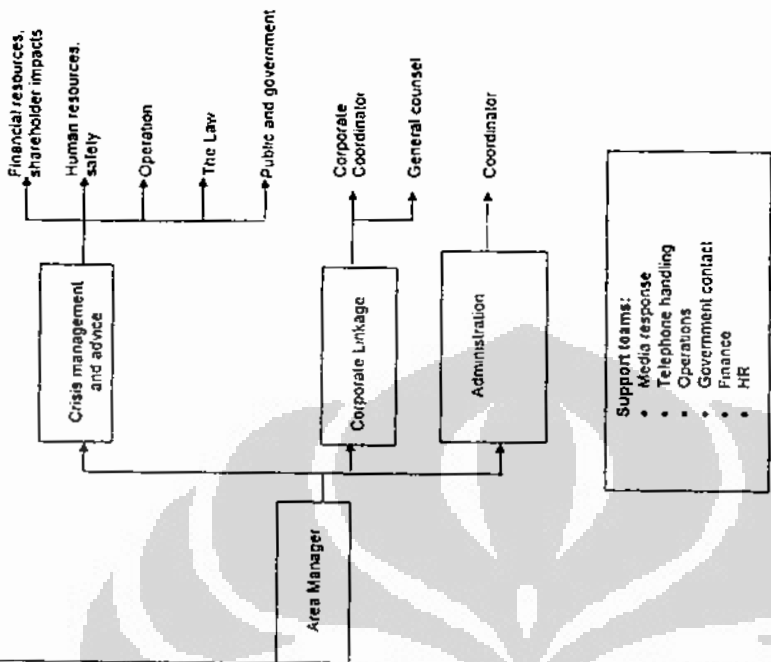 Area Manager
Crisis management
and advice
Financial resources,
shareholder impacts
Human resources,
safety
Operation
The Law
Public and government
Corporate Linkage
Corporate
Coordinator
General counsel
Administration
Coordinator
Support teams:
• Media response
• Telephone handling
• Operations
• Government contact
• Finance
• HR